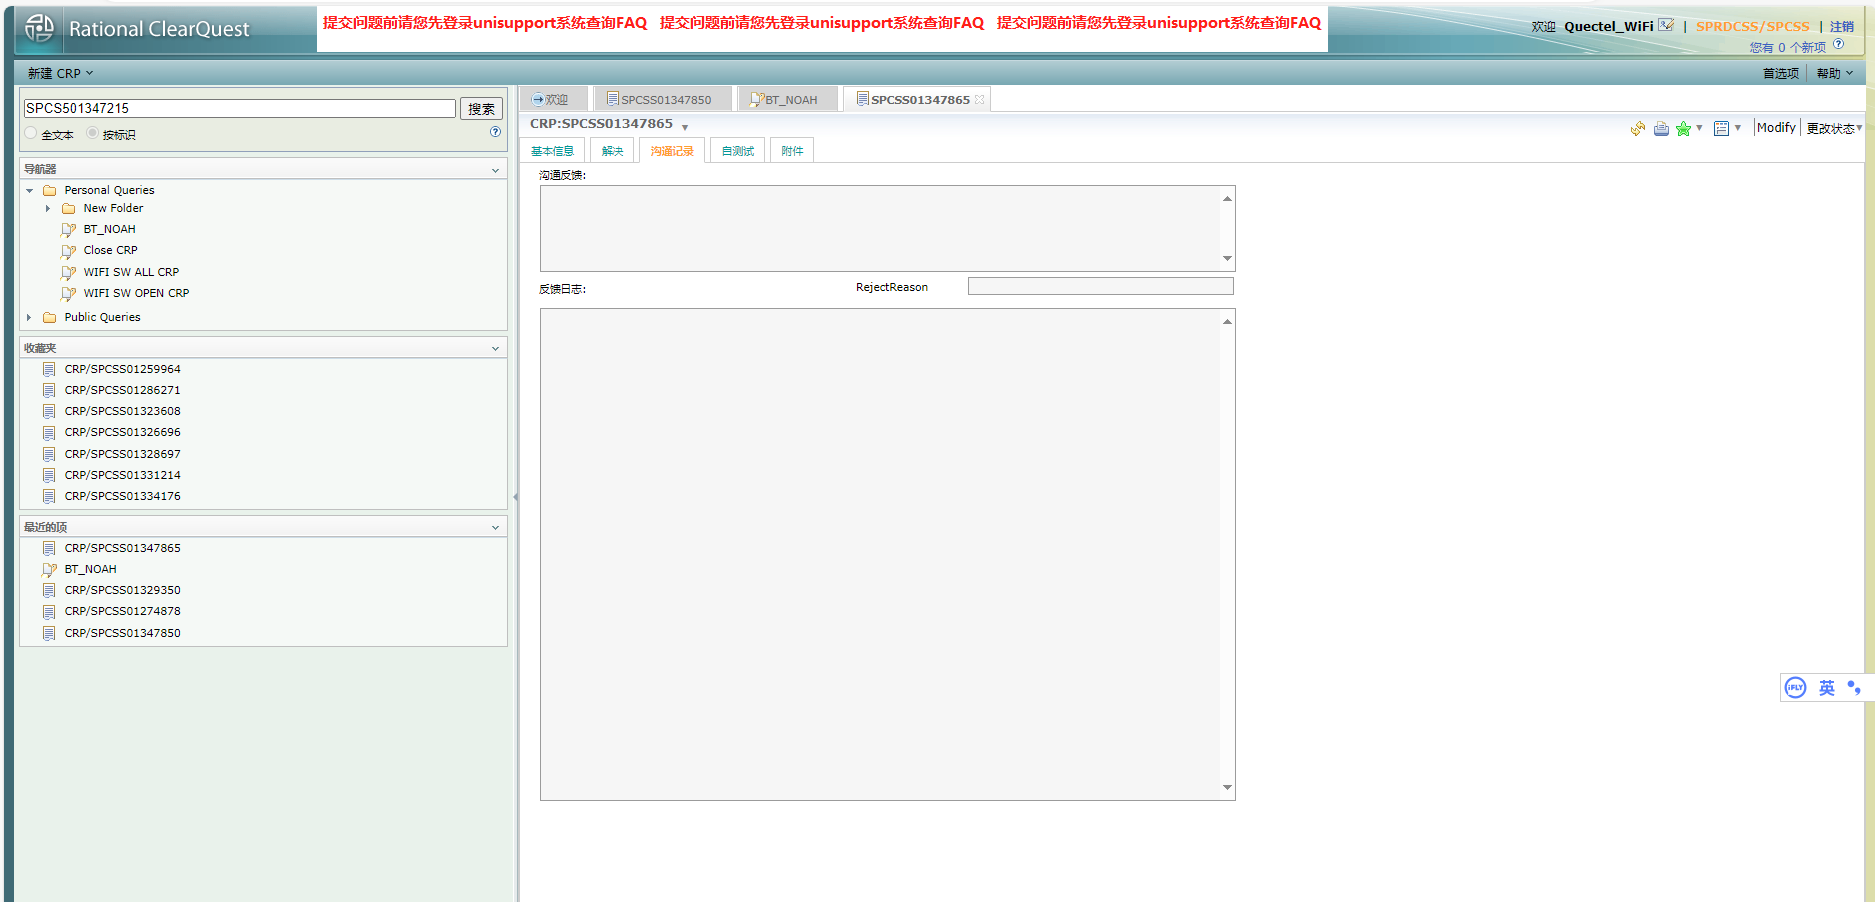 Rational ClearQuest
提交问题前请您先登录unisupport系统查询FAQ 提交问题前请您先登录unisupport系统查询FAQ 提交问题前请您先登录unisupport系统查询FAQ
欢迎 Quectel_WiFi | SPRDCSS/SPCSS | 注销
您有 0 个新项
新建 CRP
首选项 帮助
SPCS501347215
搜索
全文本 按标识
导航器
Personal Queries
New Folder
BT_NOAH
Close CRP
WIFI SW ALL CRP
WIFI SW OPEN CRP
Public Queries
收藏夹
CRP/SPCSS01259964
CRP/SPCSS01286271
CRP/SPCSS01323608
CRP/SPCSS01326696
CRP/SPCSS01328697
CRP/SPCSS01331214
CRP/SPCSS01334176
最近的项
CRP/SPCSS01347865
BT_NOAH
CRP/SPCSS01329350
CRP/SPCSS01274878
CRP/SPCSS01347850
欢迎 SPCSS01347850 BT_NOAH SPCSS01347865
CRP:SPCSS01347865
Modify 更改状态
基本信息 解决 沟通记录 自测试 附件
沟通反馈:
反馈日志: RejectReason
iFLY 英